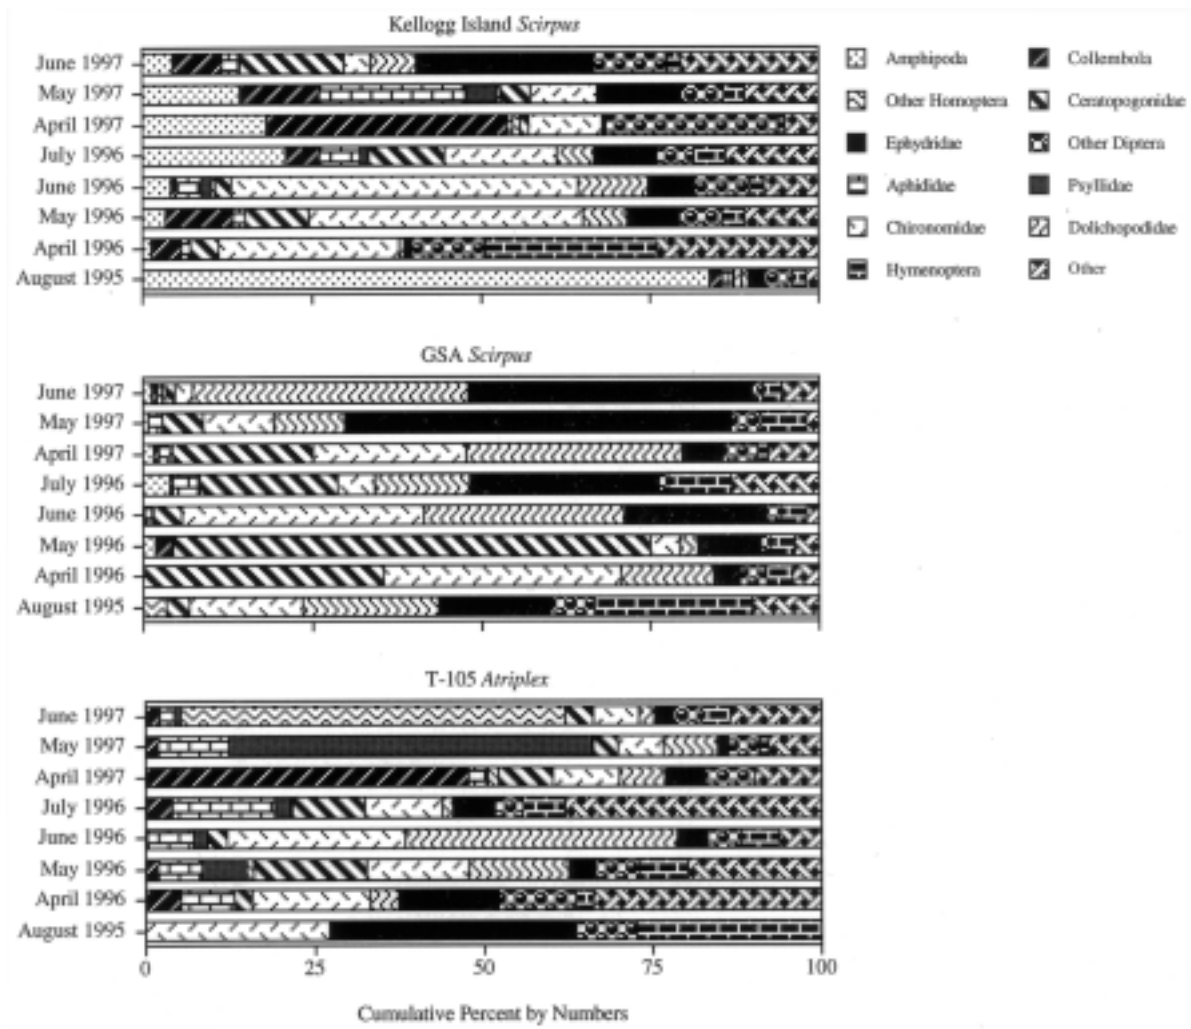 Kellogg Island Scirpus
June 1997
May 1997
April 1997
July 1996
June 1996
May 1996
April 1996
August 1995
Amphipoda
Collembola
Other Homoptera
Ceratopogonidae
Ephydridae
Other Diptera
Aphididae
Psyllidae
Chironomidae
Dolichopodidae
Hymenoptera
Other
GSA Scirpus
June 1997
May 1997
April 1997
July 1996
June 1996
May 1996
April 1996
August 1995
T-105 Atriplex
June 1997
May 1997
April 1997
July 1996
June 1996
May 1996
April 1996
August 1995
0 25 50 75 100
Cumulative Percent by Numbers